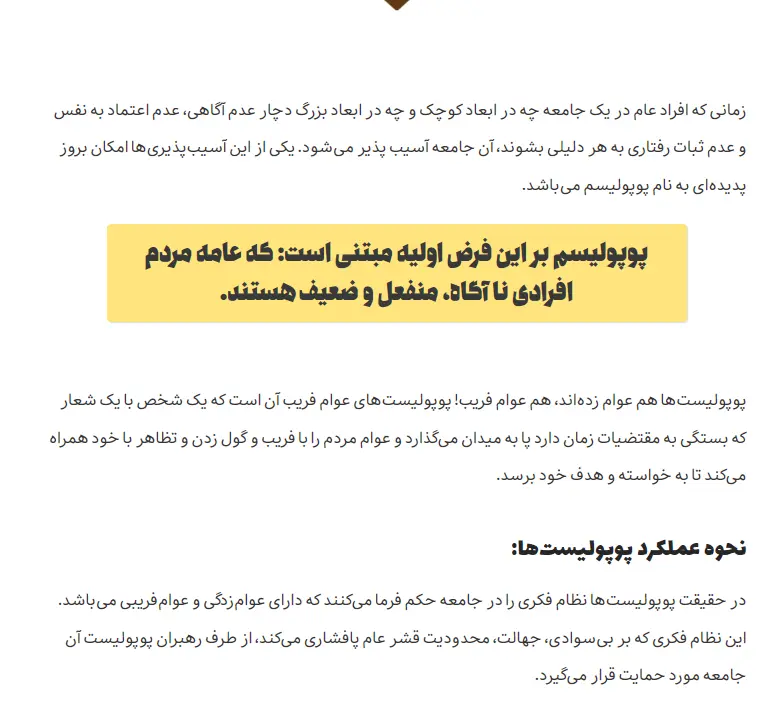 زمانی که افراد عام در یک جامعه چه در ابعاد کوچک و چه در ابعاد بزرگ دچار عدم آگاهی، عدم اعتماد به نفس
و عدم ثبات رفتاری به هر دلیلی بشوند، آن جامعه آسیب پذیر می‌شود. یکی از این آسیب‌پذیری‌ها امکان بروز
پدیده‌ای به نام پوپولیسم می‌باشد.
پوپولیسم بر این فرض اولیه مبتنی است: که عامه مردم
افرادی نا آگاه، منفعل و ضعیف هستند.
پوپولیست‌ها هم عوام زده‌اند، هم عوام فریب! پوپولیست‌های عوام فریب آن است که یک شخص با یک شعار
که بستگی به مقتضیات زمان دارد پا به میدان می‌گذارد و عوام مردم را با فریب و گول زدن و تظاهر با خود همراه
می‌کند تا به خواسته و هدف خود برسد.
نحوه عملکرد پوپولیست‌ها:
در حقیقت پوپولیست‌ها نظام فکری را در جامعه حکم فرما می‌کنند که دارای عوام‌زدگی و عوام‌فریبی می‌باشد.
این نظام فکری که بر بی‌سوادی، جهالت، محدودیت قشر عام پافشاری می‌کند، از طرف رهبران پوپولیست آن
جامعه مورد حمایت قرار می‌گیرد.